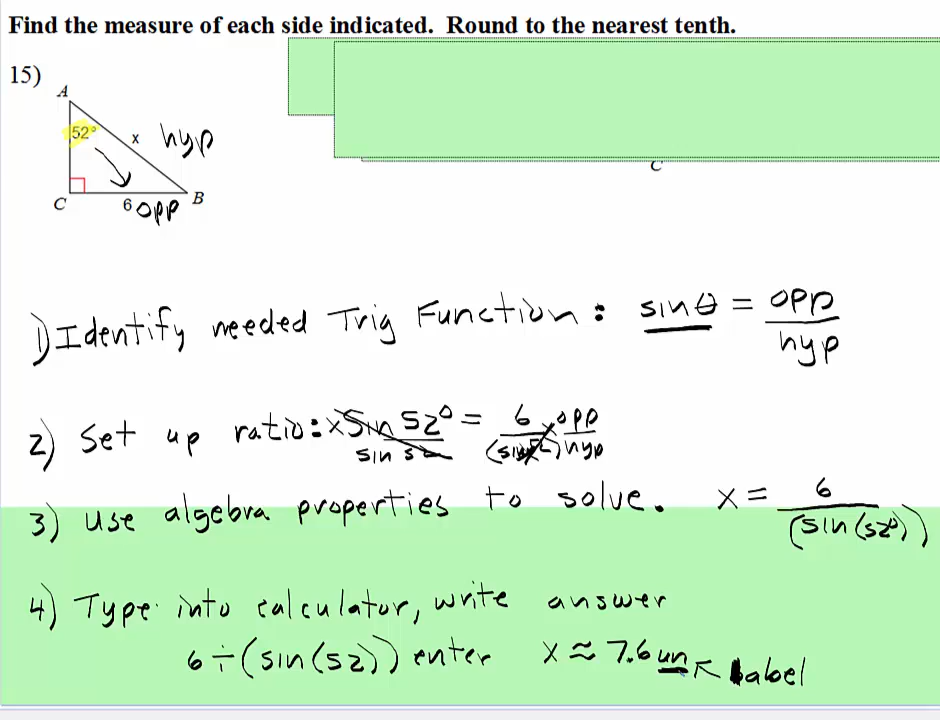 Find the measure of each side indicated. Round to the nearest tenth.
15)
A
52°
x hyp
C
6 opp
B
C
1) Identify needed Trig Function: sinθ = opp/hyp
2) Set up ratio: x sin 52° = 6 x opp
sin 52 (sin 52) hyp
3) use algebra properties to solve. x = 6/(sin(52°))
4) Type into calculator, write answer
6 ÷ (sin(52)) enter x ≈ 7.6 un ↖ label